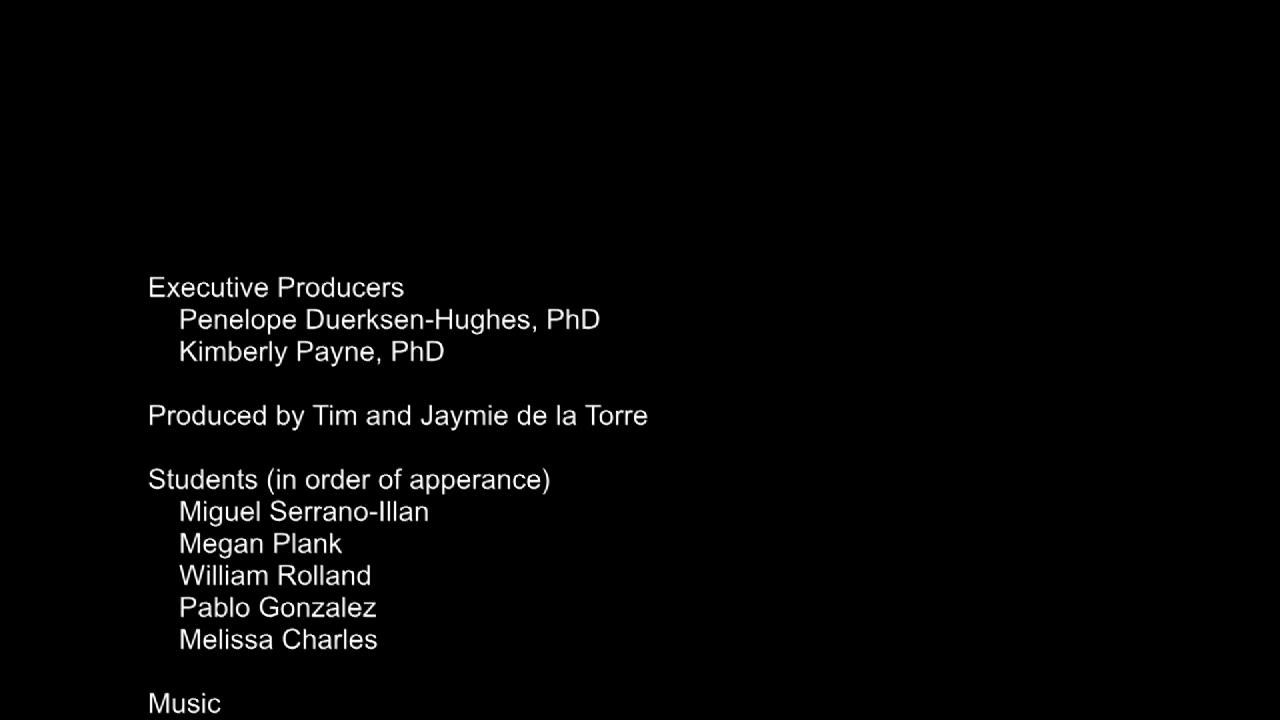 Executive Producers
Penelope Duerksen-Hughes, PhD
Kimberly Payne, PhD
Produced by Tim and Jaymie de la Torre
Students (in order of apperance)
Miguel Serrano-Illan
Megan Plank
William Rolland
Pablo Gonzalez
Melissa Charles
Music